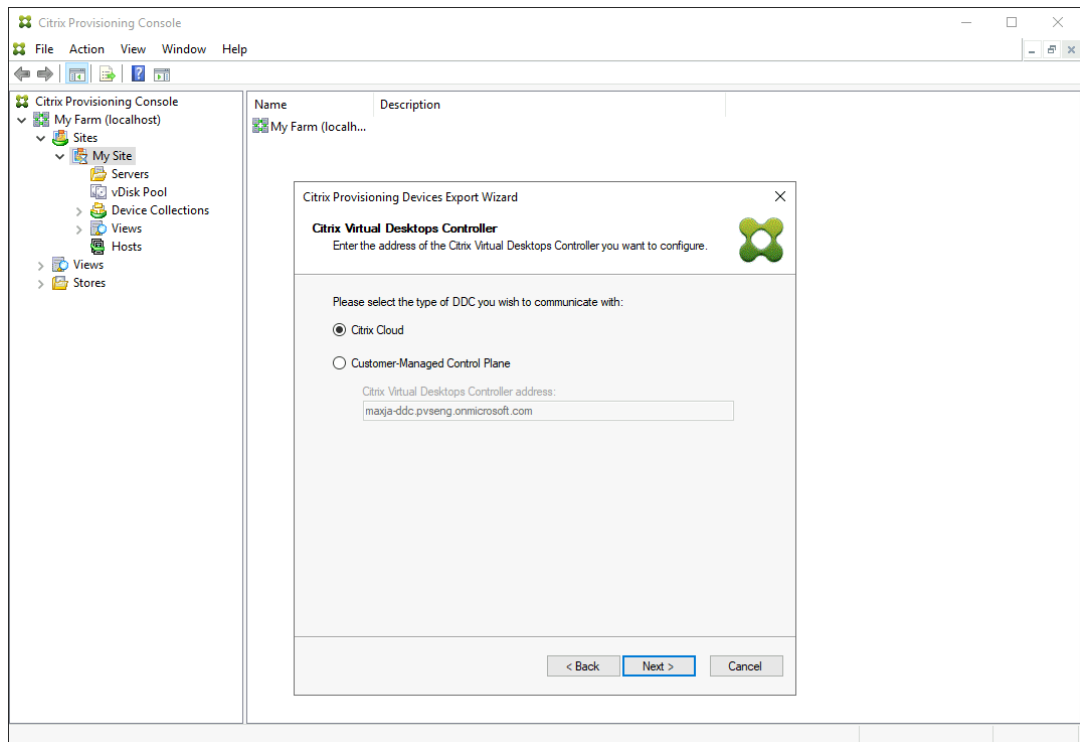 Citrix Provisioning Console
File Action View Window Help
Citrix Provisioning Console
My Farm (localhost)
Sites
My Site
Servers
vDisk Pool
Device Collections
Views
Hosts
Views
Stores
Name Description
My Farm (localh...
Citrix Provisioning Devices Export Wizard
Citrix Virtual Desktops Controller
Enter the address of the Citrix Virtual Desktops Controller you want to configure.
Please select the type of DDC you wish to communicate with:
Citrix Cloud
Customer-Managed Control Plane
Citrix Virtual Desktops Controller address:
maxja-ddc.pvseng.onmicrosoft.com
< Back Next > Cancel